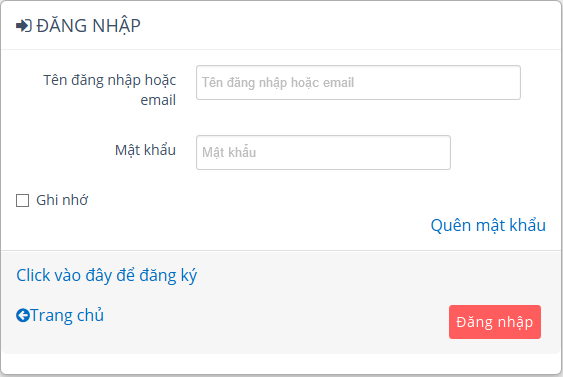 ĐĂNG NHẬP
Tên đăng nhập hoặc
email
Tên đăng nhập hoặc email
Mật khẩu
Mật khẩu
Ghi nhớ
Quên mật khẩu
Click vào đây để đăng ký
Trang chủ
Đăng nhập